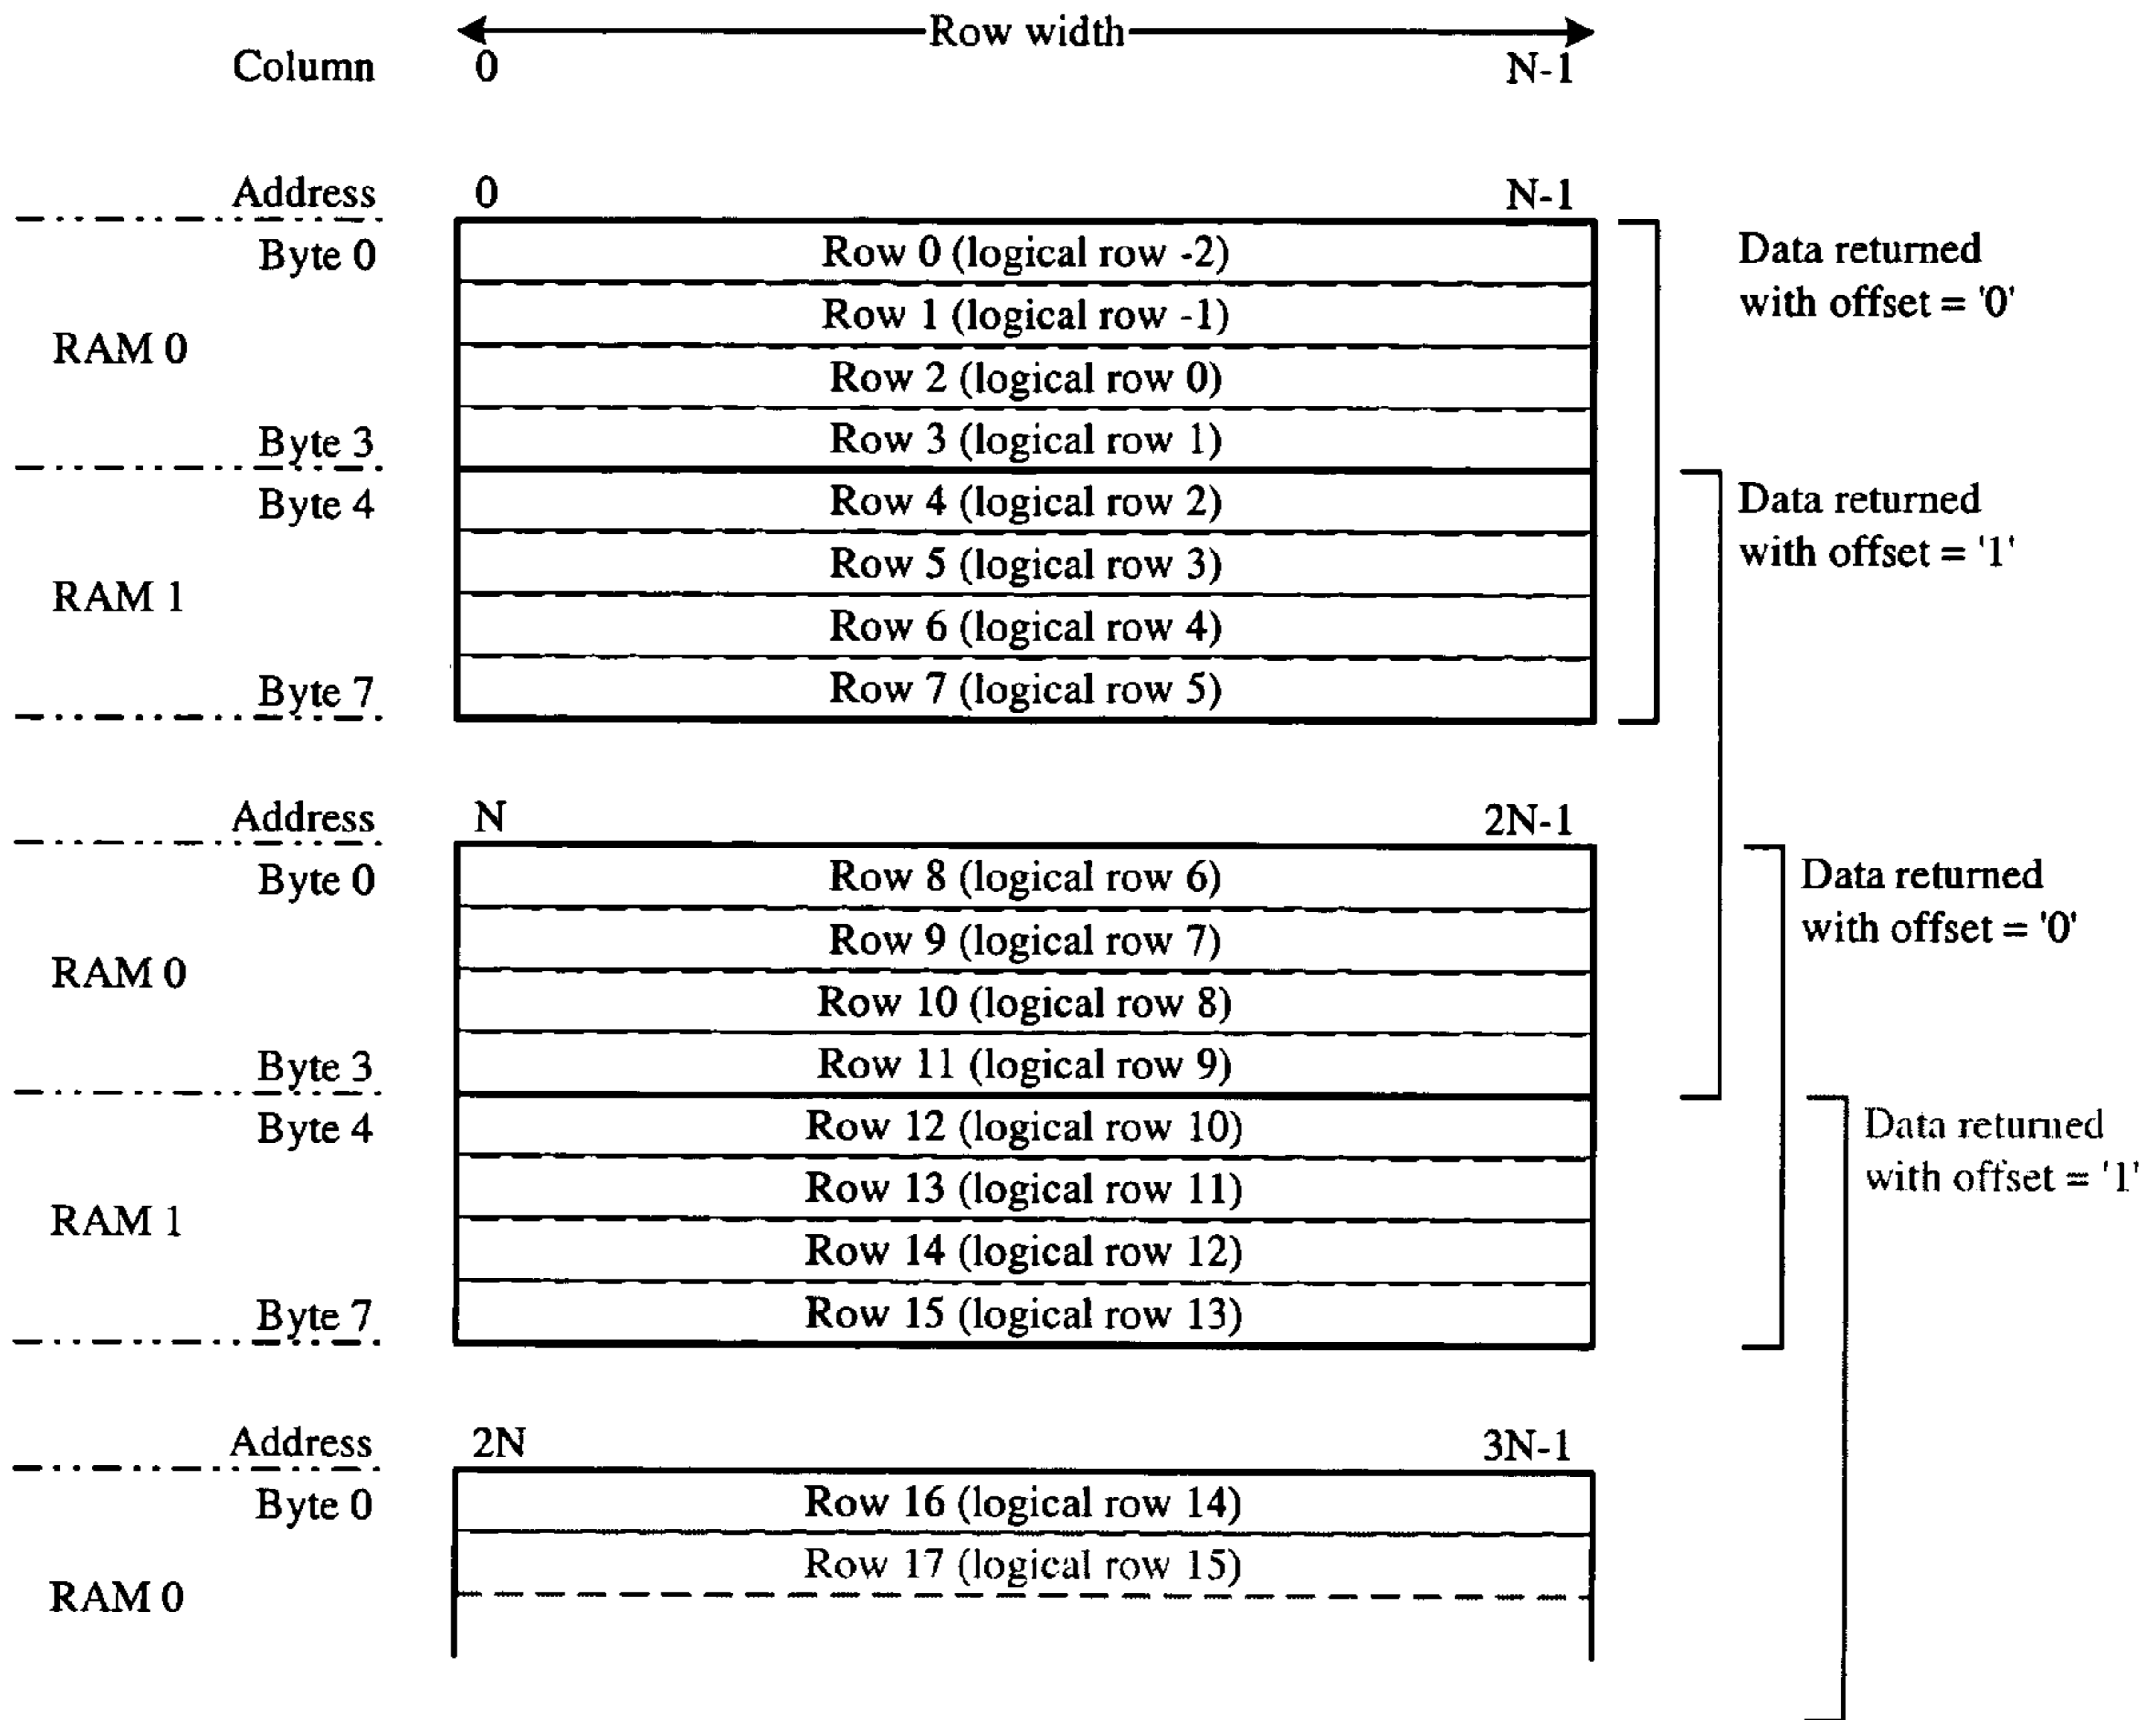 Row width
Column 0 N-1
Address 0 N-1
Byte 0 Row 0 (logical row -2) Data returned
with offset = '0'
Row 1 (logical row -1)
RAM 0
Row 2 (logical row 0)
Byte 3 Row 3 (logical row 1)
Byte 4 Row 4 (logical row 2) Data returned
with offset = '1'
Row 5 (logical row 3)
RAM 1
Row 6 (logical row 4)
Byte 7 Row 7 (logical row 5)
Address N 2N-1
Byte 0 Row 8 (logical row 6) Data returned
with offset = '0'
Row 9 (logical row 7)
RAM 0
Row 10 (logical row 8)
Byte 3 Row 11 (logical row 9)
Byte 4 Row 12 (logical row 10) Data returned
with offset = '1'
Row 13 (logical row 11)
RAM 1
Row 14 (logical row 12)
Byte 7 Row 15 (logical row 13)
Address 2N 3N-1
Byte 0 Row 16 (logical row 14)
Row 17 (logical row 15)
RAM 0